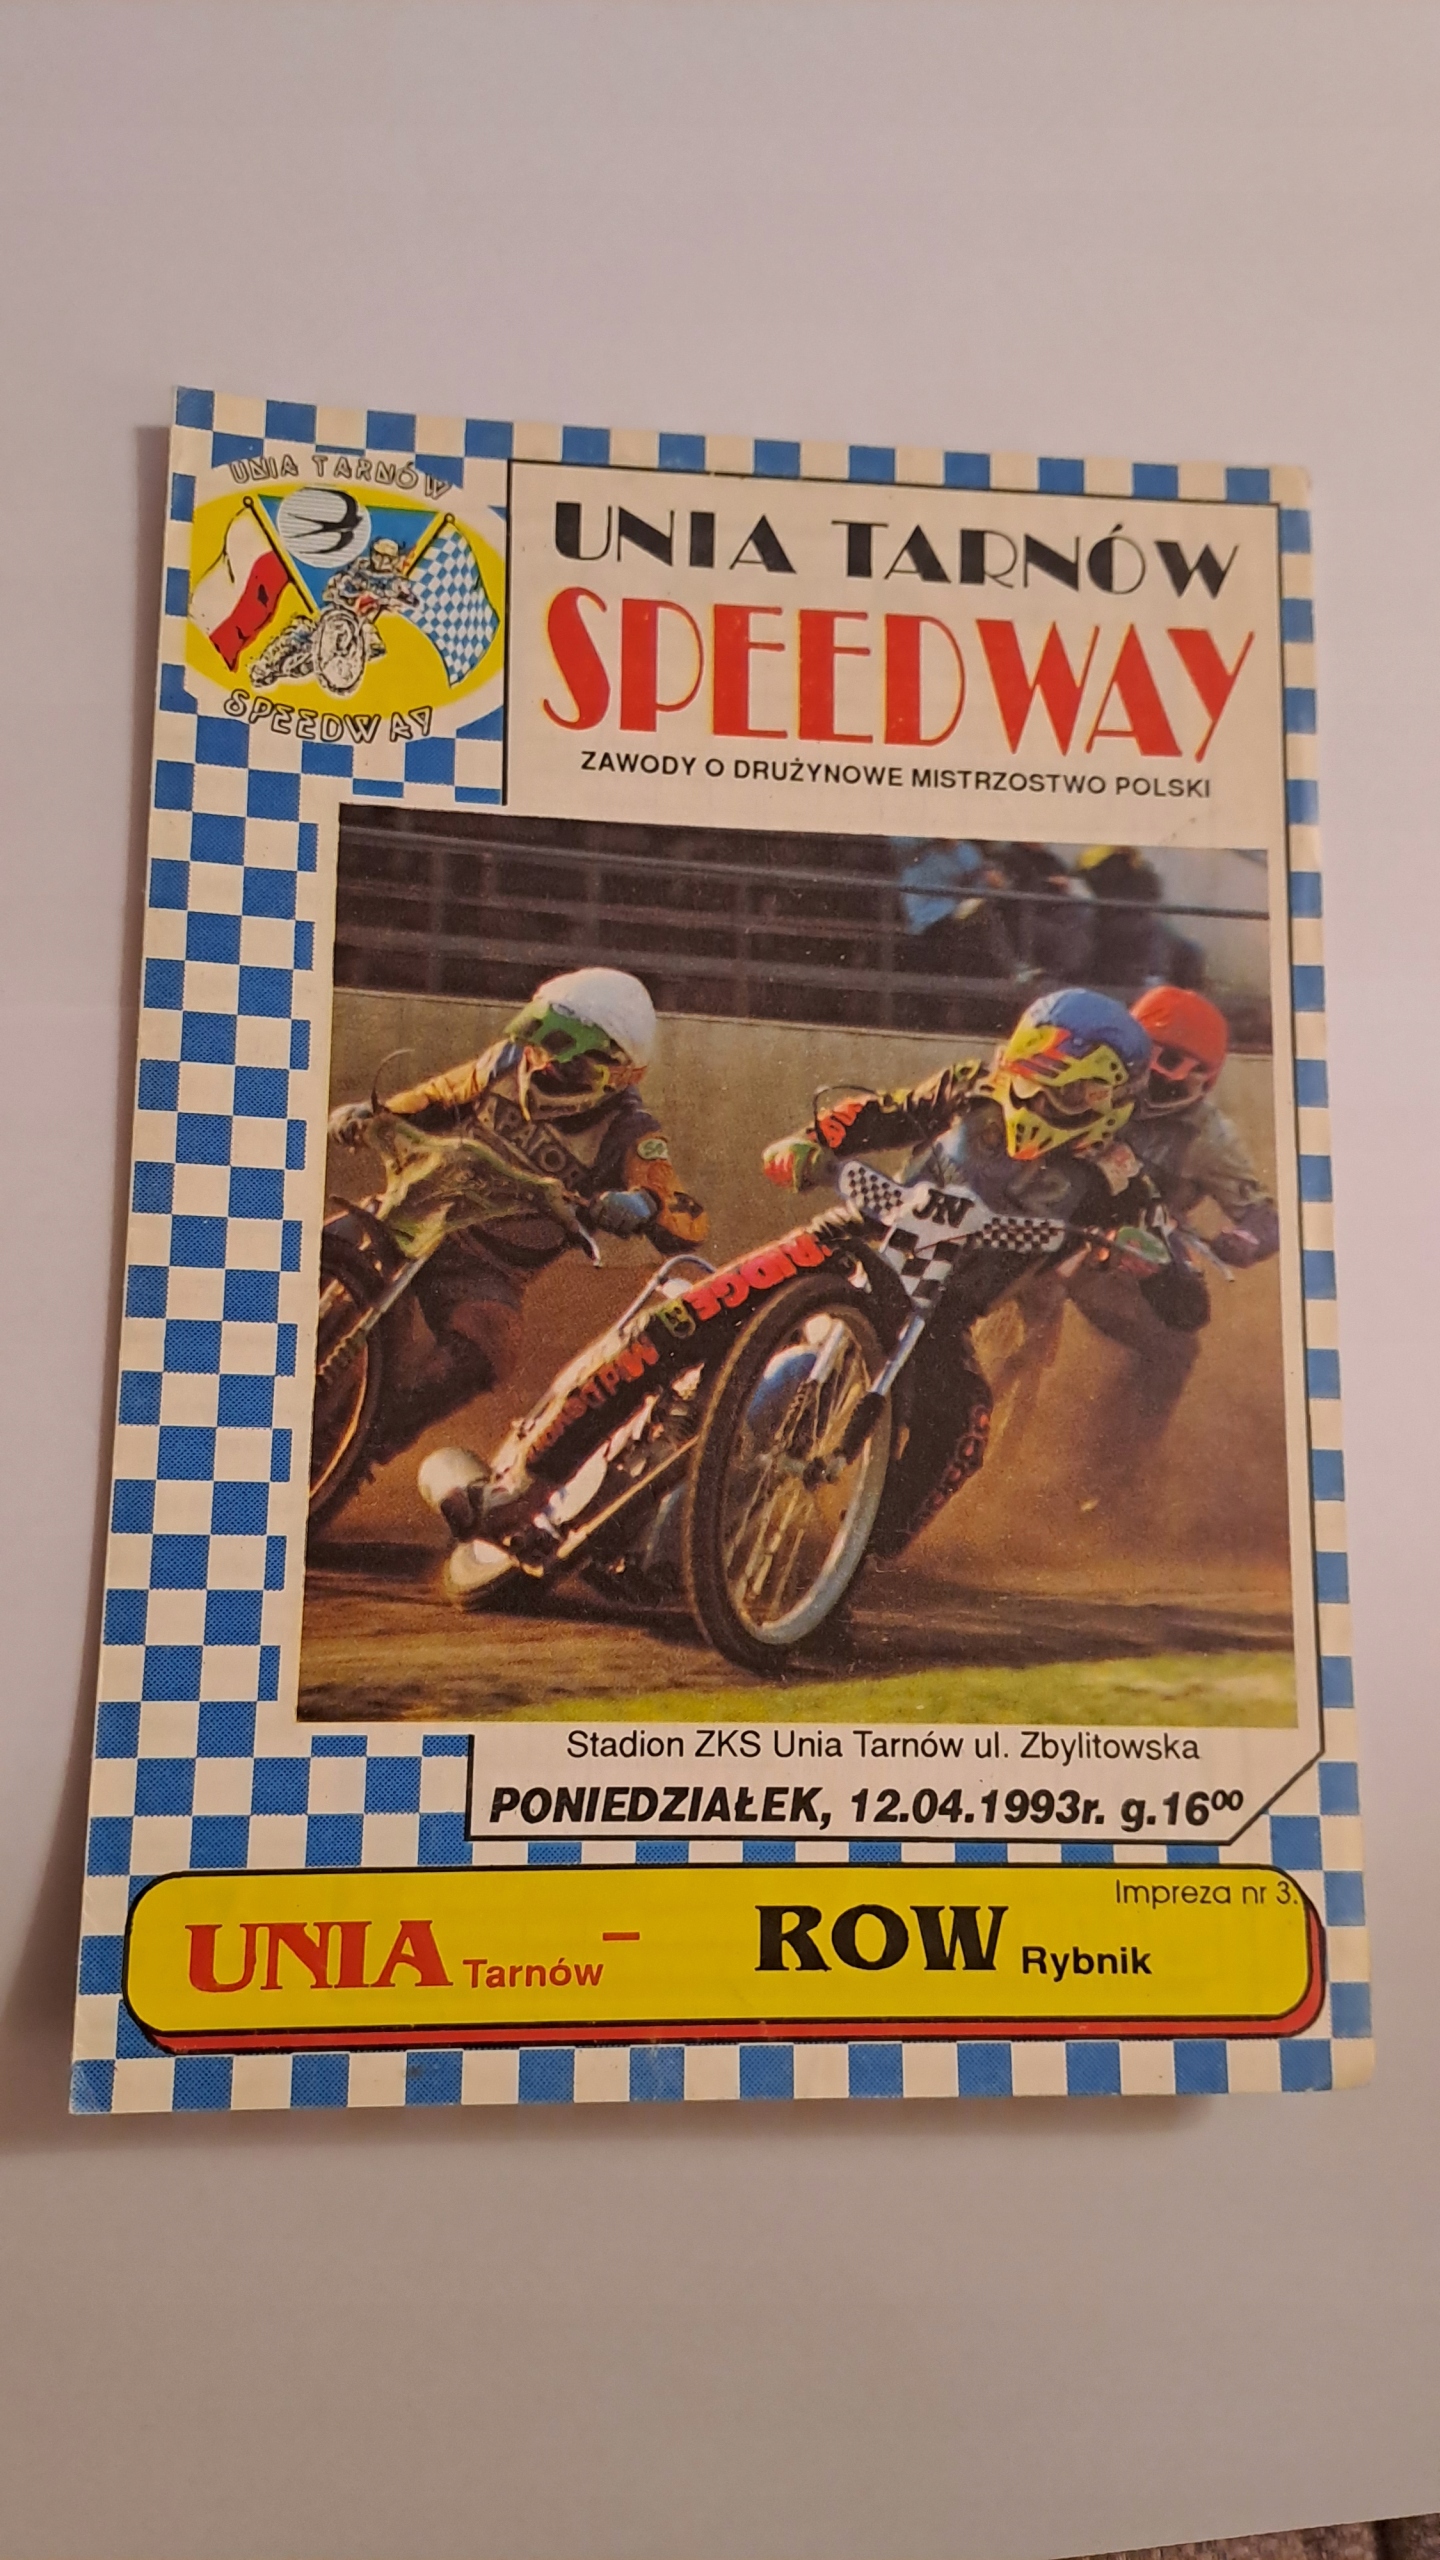 UNIA TARNÓW
SPEEDWAY
UNIA TARNÓW
SPEEDWAY
ZAWODY O DRUŻYNOWE MISTRZOSTWO POLSKI
JN
Stadion ZKS Unia Tarnów ul. Zbylitowska
PONIEDZIAŁEK, 12.04.1993r. g.16⁰⁰
Impreza nr 3.
UNIA Tarnów – ROW Rybnik